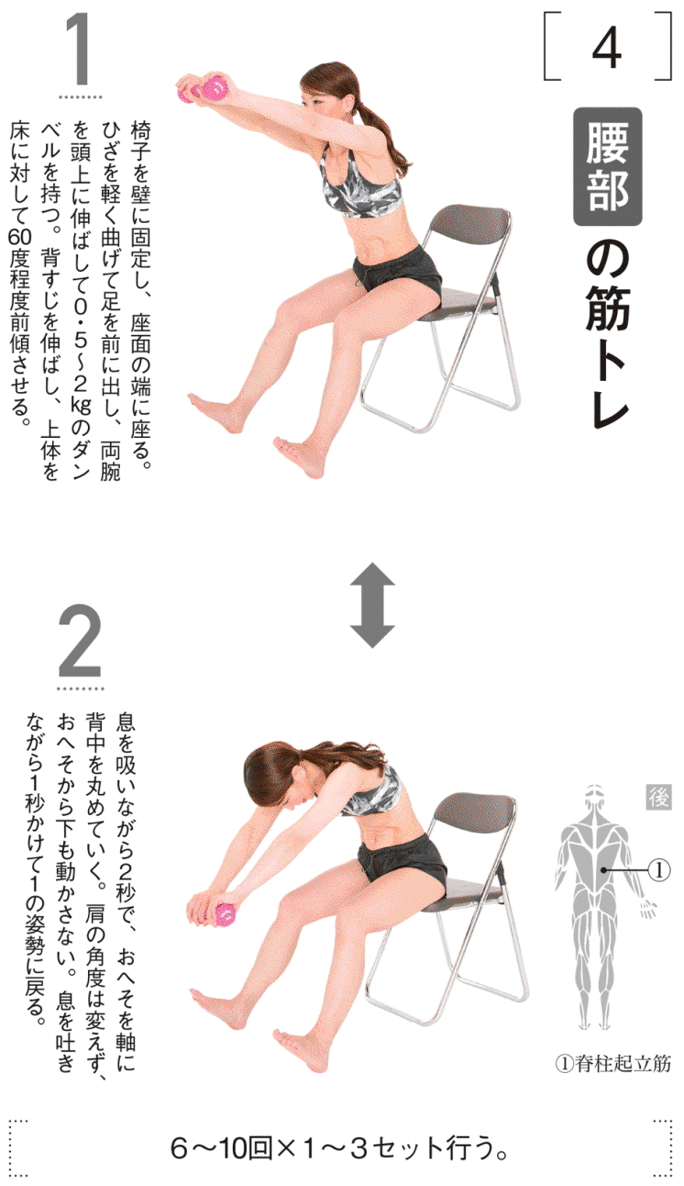 4
腰部の筋トレ
1
椅子を壁に固定し、座面の端に座る。
ひざを軽く曲げて足を前に出し、両腕
を頭上に伸ばして0・5〜2kgのダン
ベルを持つ。背すじを伸ばし、上体を
床に対して60度程度前傾させる。
2
息を吸いながら2秒で、おへそを軸に
背中を丸めていく。肩の角度は変えず、
おへそから下も動かさない。息を吐き
ながら1秒かけて1の姿勢に戻る。
後
①
①脊柱起立筋
6〜10回×1〜3セット行う。